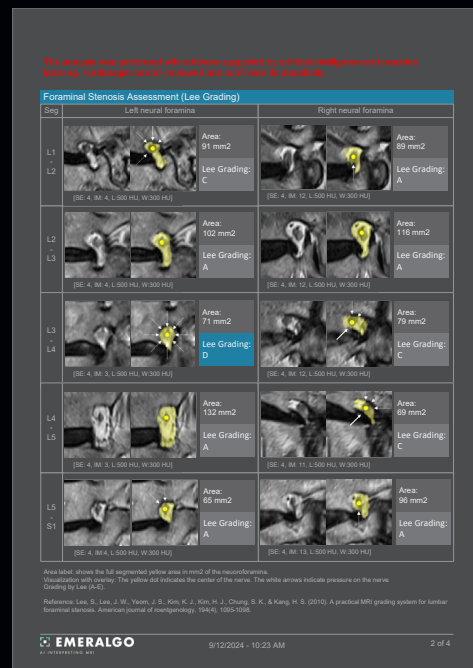 The analysis was performed with software supported by artificial intelligence and machine
Foraminal Stenosis Assessment (Lee Grading)
Seg Left neural foramina Right neural foramina
L1 - L2
Area: 91 mm2
Lee Grading: C
[SE: 4, IM: 4, L:500 HU, W:300 HU]
Area: 89 mm2
Lee Grading: A
[SE: 4, IM: 12, L:500 HU, W:300 HU]
L2 - L3
Area: 102 mm2
Lee Grading: A
[SE: 4, IM: 4, L:500 HU, W:300 HU]
Area: 116 mm2
Lee Grading: A
[SE: 4, IM: 12, L:500 HU, W:300 HU]
L3 - L4
Area: 71 mm2
Lee Grading: D
[SE: 4, IM: 3, L:500 HU, W:300 HU]
Area: 79 mm2
Lee Grading: C
[SE: 4, IM: 12, L:500 HU, W:300 HU]
L4 - L5
Area: 132 mm2
Lee Grading: A
[SE: 4, IM: 3, L:500 HU, W:300 HU]
Area: 69 mm2
Lee Grading: C
[SE: 4, IM: 11, L:500 HU, W:300 HU]
L5 - S1
Area: 65 mm2
Lee Grading: A
[SE: 4, IM:4, L:500 HU, W:300 HU]
Area: 96 mm2
Lee Grading: A
[SE: 4, IM: 13, L:500 HU, W:300 HU]
Area label: shows the full segmented yellow area in mm2 of the neuroforamina.
Visualization with overlay: The yellow dot indicates the center of the nerve. The white arrows indicate pressure on the nerve.
Grading by Lee (A-E).
Reference: Lee, S., Lee, J. W., Yeom, J. S., Kim, K. J., Kim, H. J., Chung, S. K., & Kang, H. S. (2010). A practical MRI grading system for lumbar
foraminal stenosis. American journal of roentgenology, 194(4), 1095-1098.
EMERALGO
AI INTERPRETING MRI
9/12/2024 - 10:23 AM
2 of 4